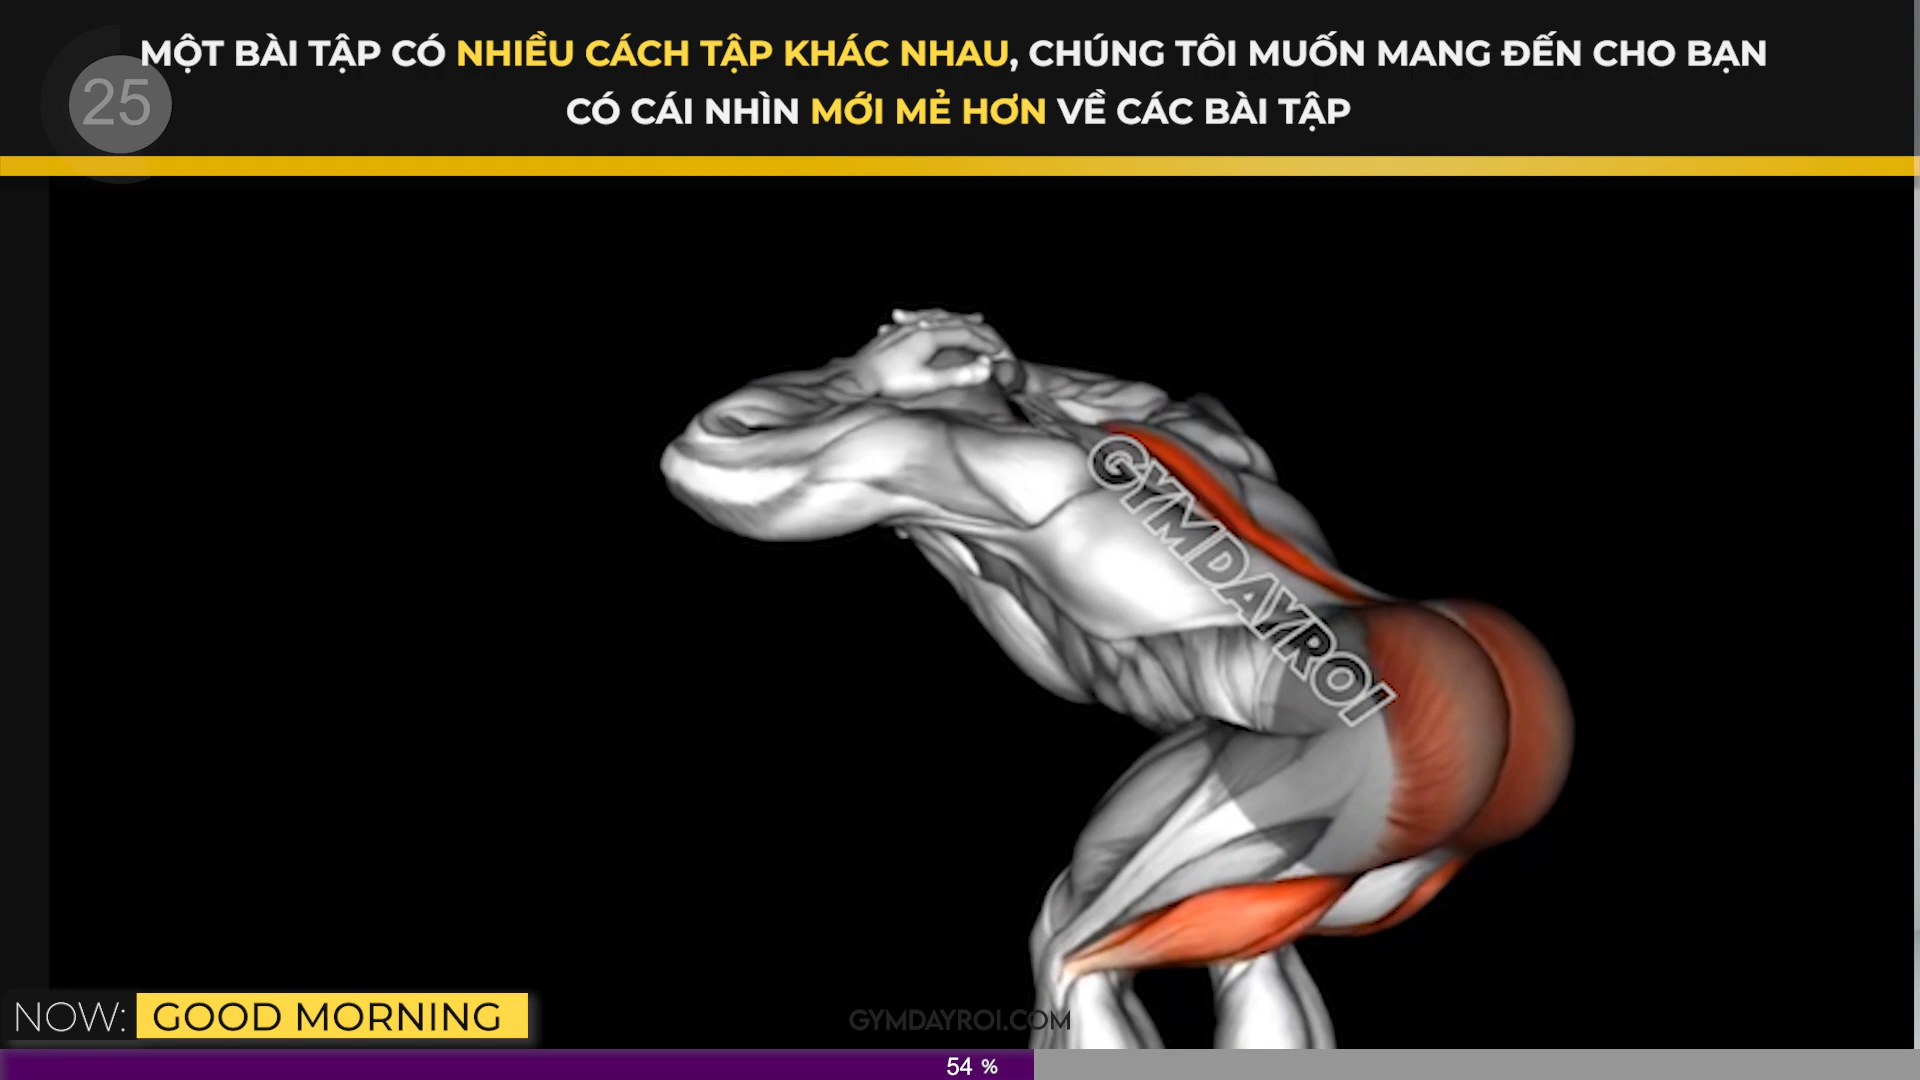 MỘT BÀI TẬP CÓ NHIỀU CÁCH TẬP KHÁC NHAU, CHÚNG TÔI MUỐN MANG ĐẾN CHO BẠN
CÓ CÁI NHÌN MỚI MẺ HƠN VỀ CÁC BÀI TẬP
25
GYMDAYROI
NOW: GOOD MORNING
GYMDAYROI.COM
54 %